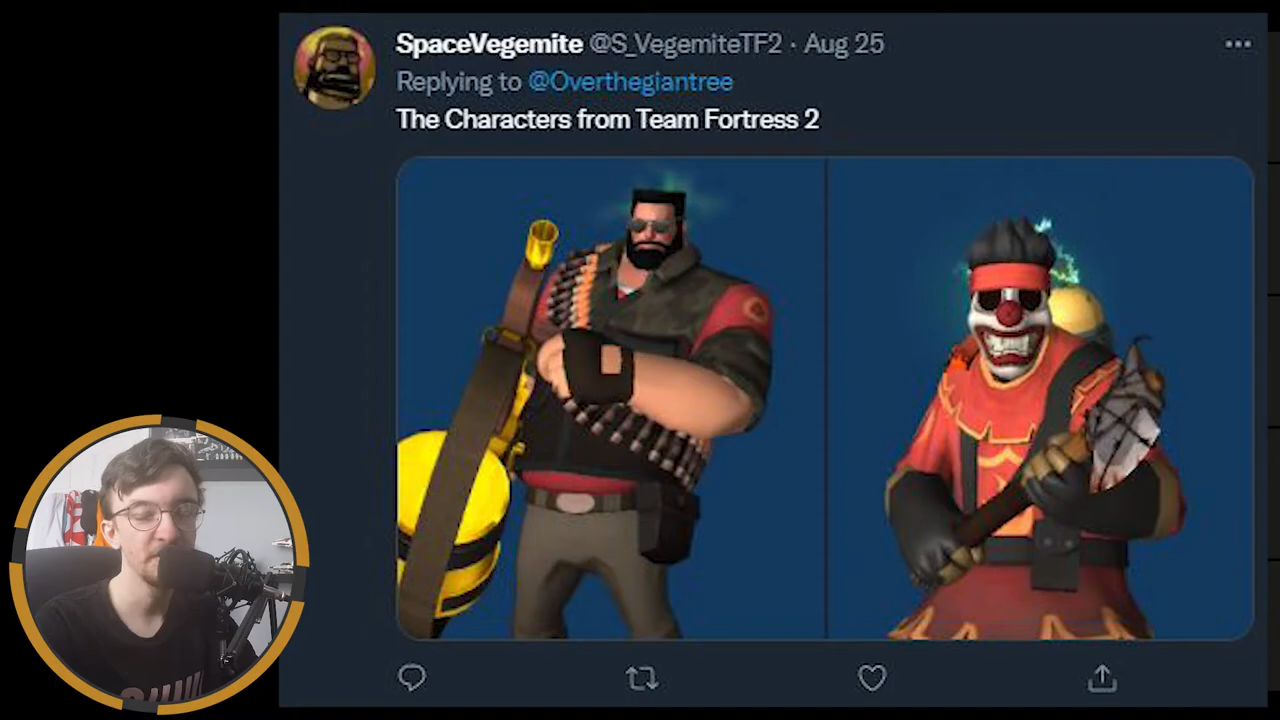 SpaceVegemite @S_VegemiteTF2 · Aug 25
Replying to @Overthegiantree
The Characters from Team Fortress 2